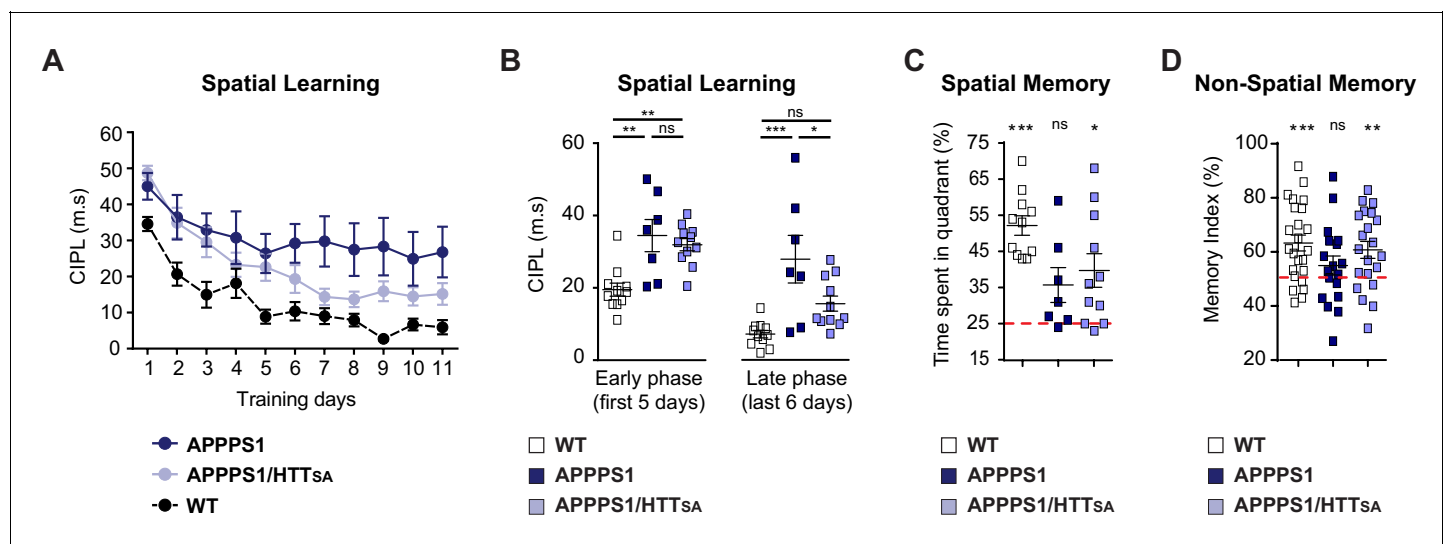 A
Spatial Learning
CIPL (m.s)
60
50
40
30
20
10
0
1 2 3 4 5 6 7 8 9 10 11
Training days
APPPS1
APPPS1/HTTSA
WT
B
Spatial Learning
** ns
** ns *** *
CIPL (m.s)
60
40
20
0
Early phase
(first 5 days)
Late phase
(last 6 days)
WT
APPPS1
APPPS1/HTTSA
C
Spatial Memory
*** ns *
Time spent in quadrant (%)
75
65
55
45
35
25
15
WT
APPPS1
APPPS1/HTTSA
D
Non-Spatial Memory
*** ns **
Memory Index (%)
100
80
60
40
20
WT
APPPS1
APPPS1/HTTSA